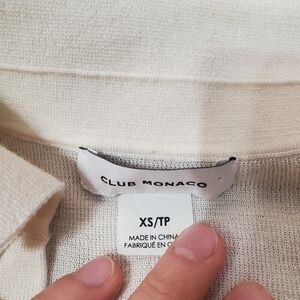 CLUB MONACO
XS/TP
MADE IN CHINA
FABRIQUÉ EN